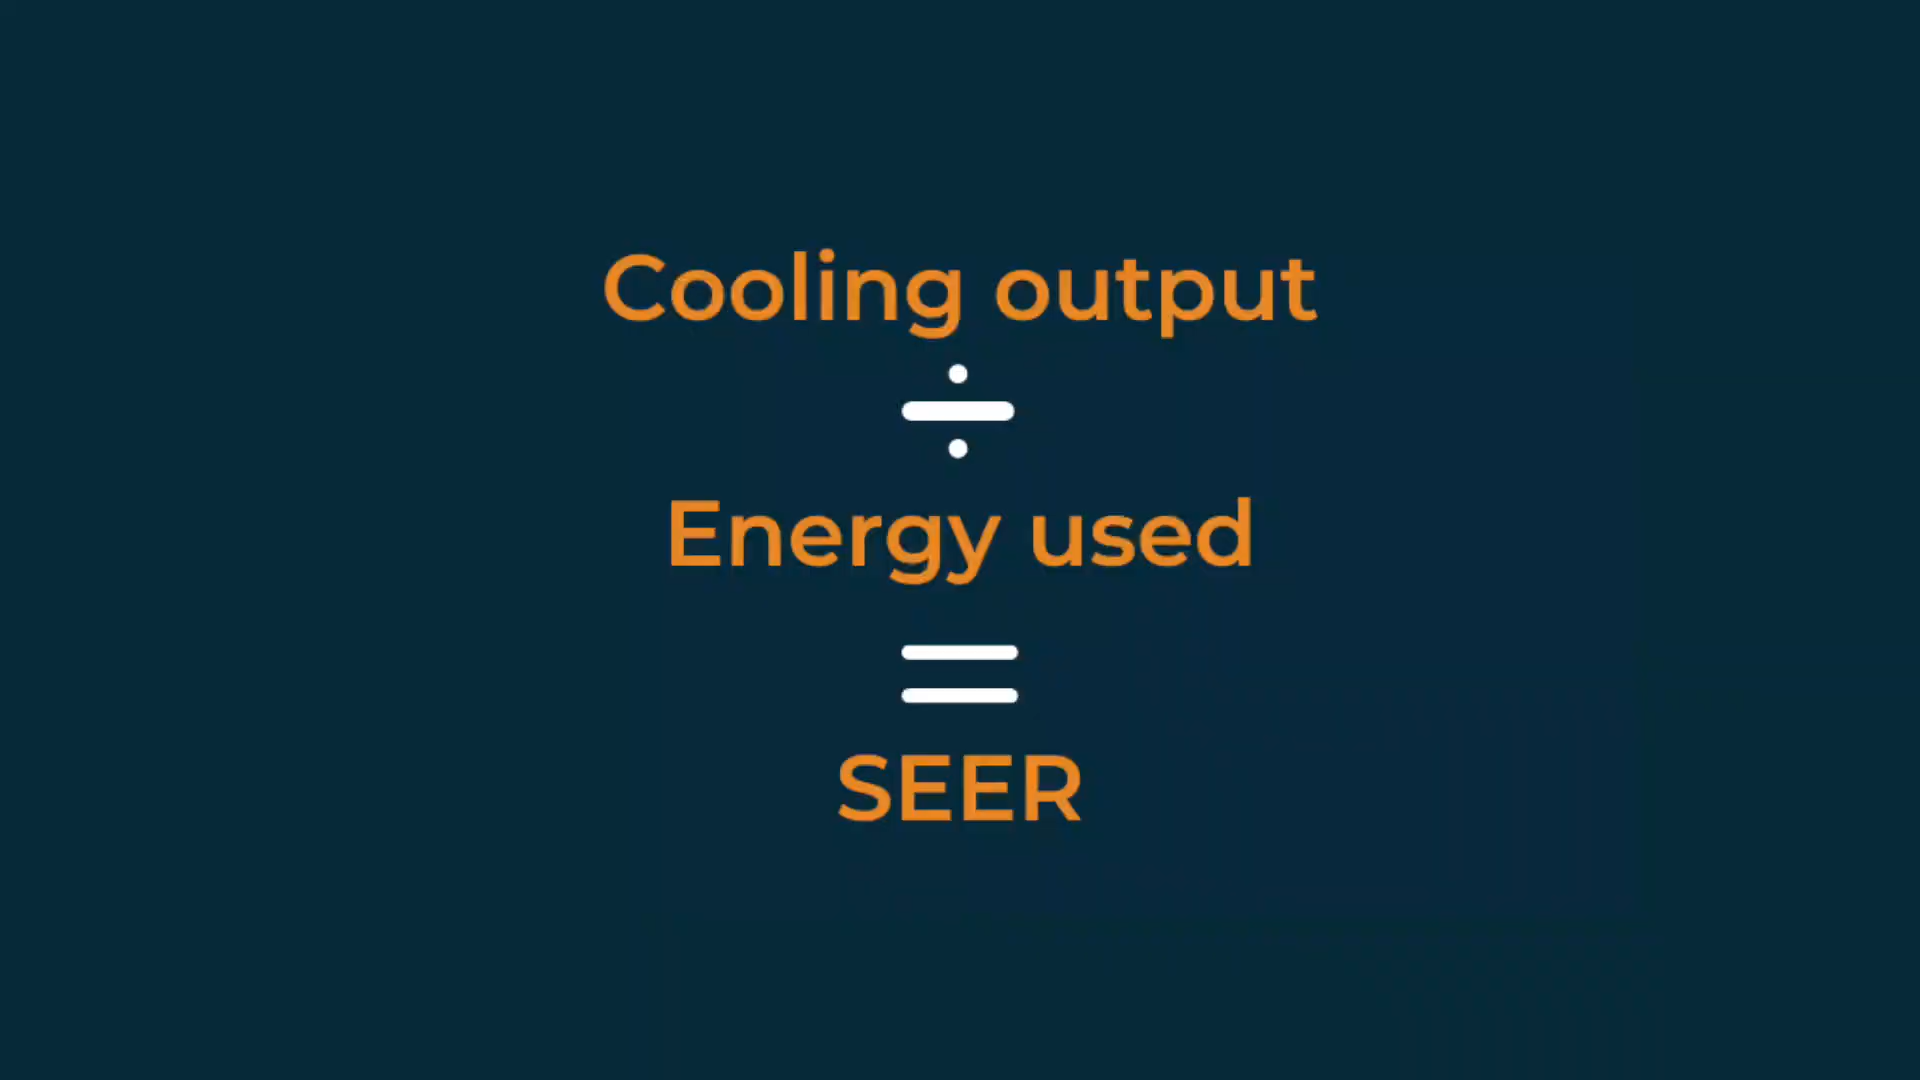 Cooling output
÷
Energy used
=
SEER